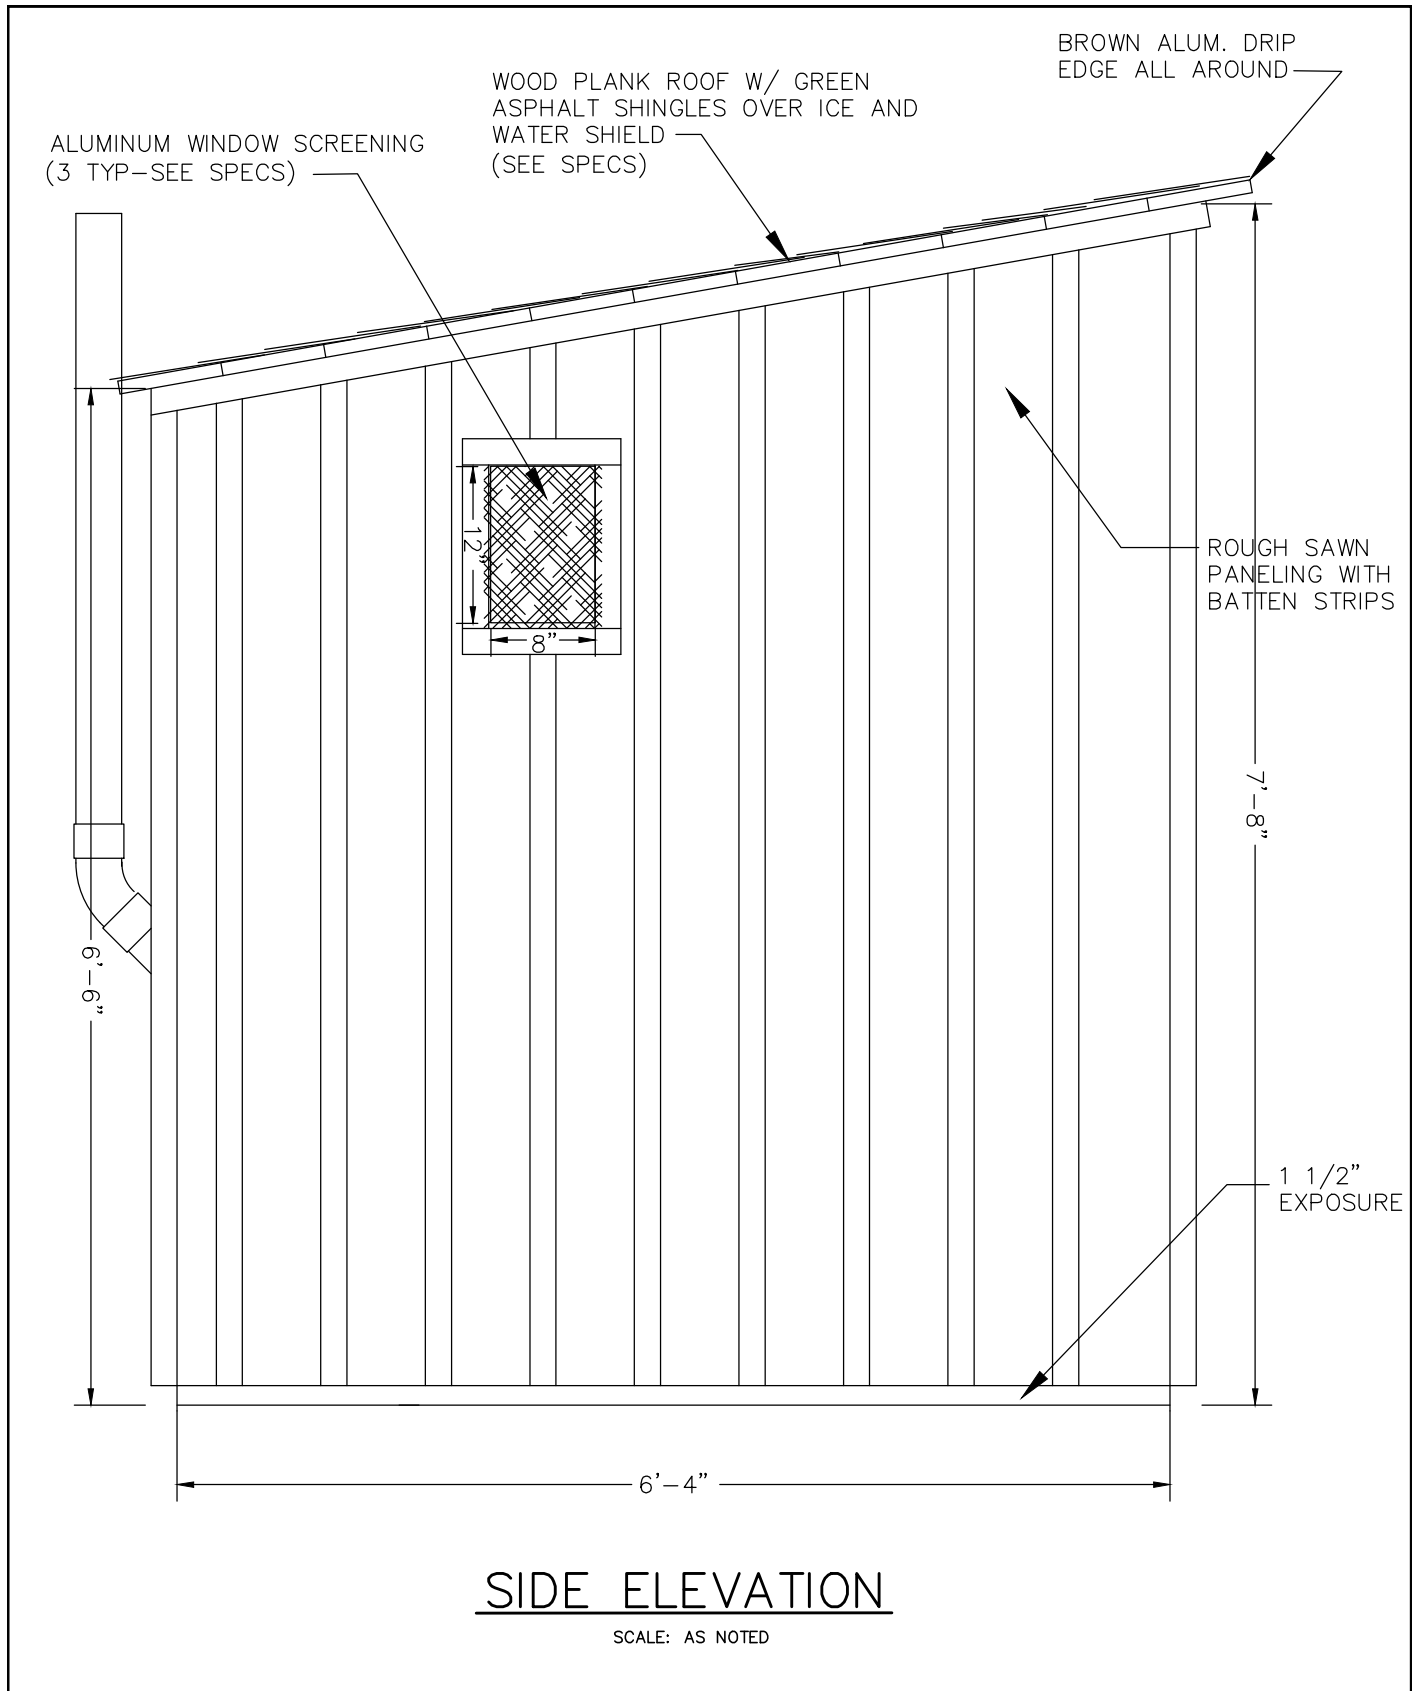 BROWN ALUM. DRIP
EDGE ALL AROUND
WOOD PLANK ROOF W/ GREEN
ASPHALT SHINGLES OVER ICE AND
WATER SHIELD
(SEE SPECS)
ALUMINUM WINDOW SCREENING
(3 TYP-SEE SPECS)
12"
8"
ROUGH SAWN
PANELING WITH
BATTEN STRIPS
7'-8"
6'-6"
1 1/2"
EXPOSURE
6'-4"
SIDE ELEVATION
SCALE: AS NOTED